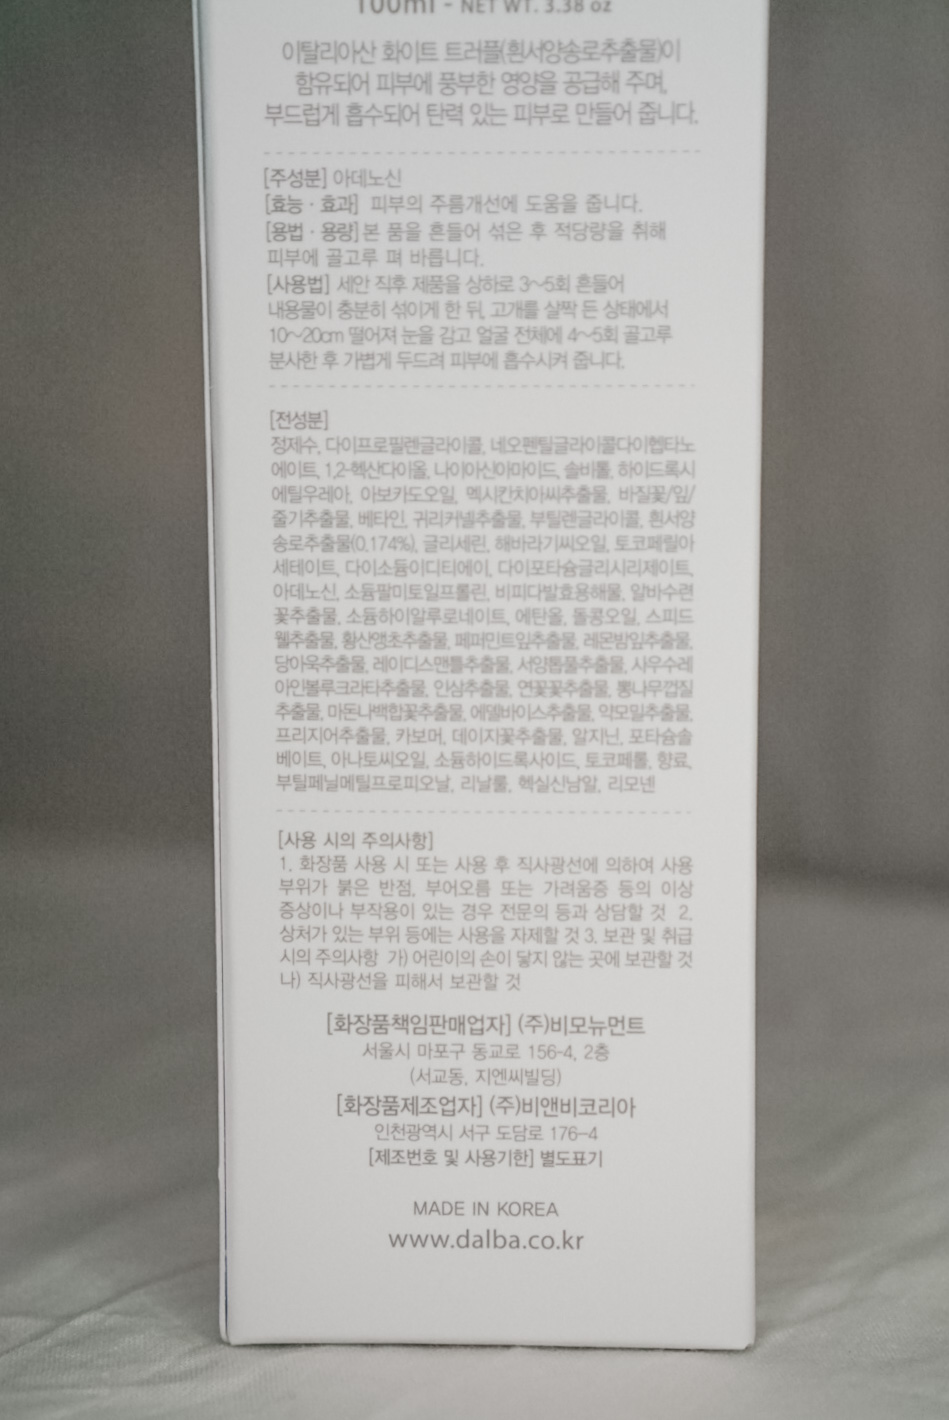 100ml - NET WT. 3.38 oz
이탈리아산 화이트 트러플(흰서양송로추출물)이
함유되어 피부에 풍부한 영양을 공급해 주며,
부드럽게 흡수되어 탄력 있는 피부로 만들어 줍니다.
[주성분] 아데노신
[효능 · 효과] 피부의 주름개선에 도움을 줍니다.
[용법 · 용량] 본 품을 흔들어 섞은 후 적당량을 취해
피부에 골고루 펴 바릅니다.
[사용법] 세안 직후 제품을 상하로 3~5회 흔들어
내용물이 충분히 섞이게 한 뒤, 고개를 살짝 든 상태에서
10~20cm 떨어져 눈을 감고 얼굴 전체에 4~5회 골고루
분사한 후 가볍게 두드려 피부에 흡수시켜 줍니다.
[전성분]
정제수, 다이프로필렌글라이콜, 네오펜틸글라이콜다이헵타노
에이트, 1,2-헥산다이올, 나이아신아마이드, 솔비톨, 하이드록시
에틸우레아, 아보카도오일, 멕시칸치아씨추출물, 바질꽃/잎/
줄기추출물, 베타인, 귀리커넬추출물, 부틸렌글라이콜, 흰서양
송로추출물(0.174%), 글리세린, 해바라기씨오일, 토코페릴아
세테이트, 다이소듐이디티에이, 다이포타슘글리시리제이트,
아데노신, 소듐팔미토일프롤린, 비피다발효용해물, 알바수련
꽃추출물, 소듐하이알루로네이트, 에탄올, 돌콩오일, 스피드
웰추출물, 황산앵초추출물, 페퍼민트잎추출물, 레몬밤잎추출물,
당아욱추출물, 레이디스맨틀추출물, 서양톱풀추출물, 사우수레
아인볼루크라타추출물, 인삼추출물, 연꽃꽃추출물, 뽕나무껍질
추출물, 마돈나백합꽃추출물, 에델바이스추출물, 약모밀추출물,
프리지어추출물, 카보머, 데이지꽃추출물, 알지닌, 포타슘솔
베이트, 아나토씨오일, 소듐하이드록사이드, 토코페롤, 향료,
부틸페닐메틸프로피오날, 리날룰, 헥실신남알, 리모넨
[사용 시의 주의사항]
1. 화장품 사용 시 또는 사용 후 직사광선에 의하여 사용
부위가 붉은 반점, 부어오름 또는 가려움증 등의 이상
증상이나 부작용이 있는 경우 전문의 등과 상담할 것 2.
상처가 있는 부위 등에는 사용을 자제할 것 3. 보관 및 취급
시의 주의사항 가) 어린이의 손이 닿지 않는 곳에 보관할 것
나) 직사광선을 피해서 보관할 것
[화장품책임판매업자] (주)비모뉴먼트
서울시 마포구 동교로 156-4, 2층
(서교동, 지엔씨빌딩)
[화장품제조업자] (주)비앤비코리아
인천광역시 서구 도담로 176-4
[제조번호 및 사용기한] 별도표기
MADE IN KOREA
www.dalba.co.kr